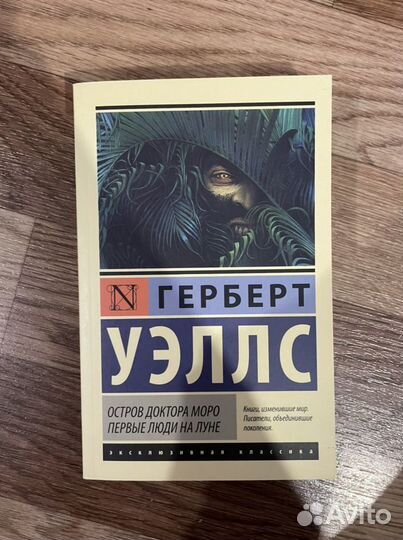 N
ГЕРБЕРТ
УЭЛЛС
ОСТРОВ ДОКТОРА МОРО
ПЕРВЫЕ ЛЮДИ НА ЛУНЕ
Книги, изменившие мир.
Писатели, объединившие
поколения.
эксклюзивная классика
Avito